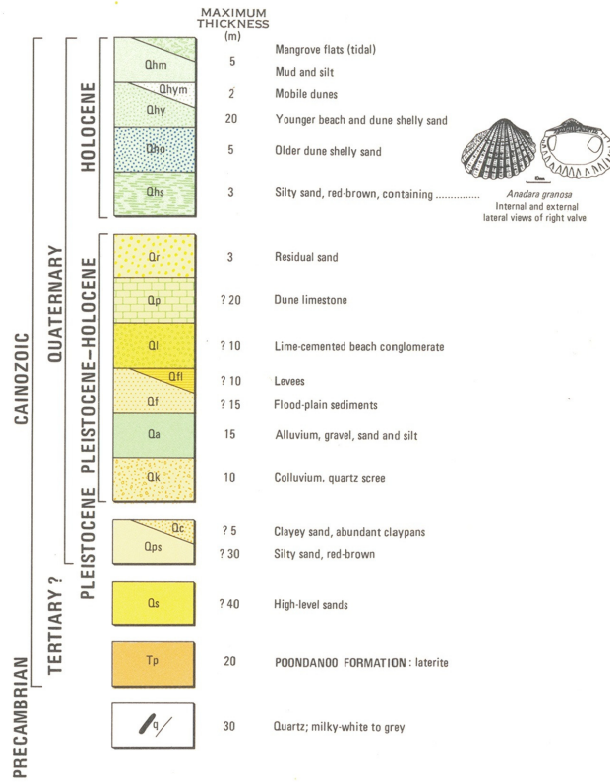 MAXIMUM
THICKNESS
(m)
CAINOZOIC
QUATERNARY
HOLOCENE
Qhm 5 Mangrove flats (tidal)
Mud and silt
Qhym 2 Mobile dunes
Qhy 20 Younger beach and dune shelly sand
Qho 5 Older dune shelly sand
Qhs 3 Silty sand, red-brown, containing ...............
10mm
Anadara granosa
Internal and external
lateral views of right valve
PLEISTOCENE–HOLOCENE
Qr 3 Residual sand
Qp ? 20 Dune limestone
Ql ? 10 Lime-cemented beach conglomerate
Qfl ? 10 Levees
Qf ? 15 Flood-plain sediments
Qa 15 Alluvium, gravel, sand and silt
Qk 10 Colluvium. quartz scree
PLEISTOCENE
Qc ? 5 Clayey sand, abundant claypans
Qps ? 30 Silty sand, red-brown
TERTIARY ?
Qs ? 40 High-level sands
Tp 20 POONDANOO FORMATION: laterite
PRECAMBRIAN
q 30 Quartz; milky-white to grey